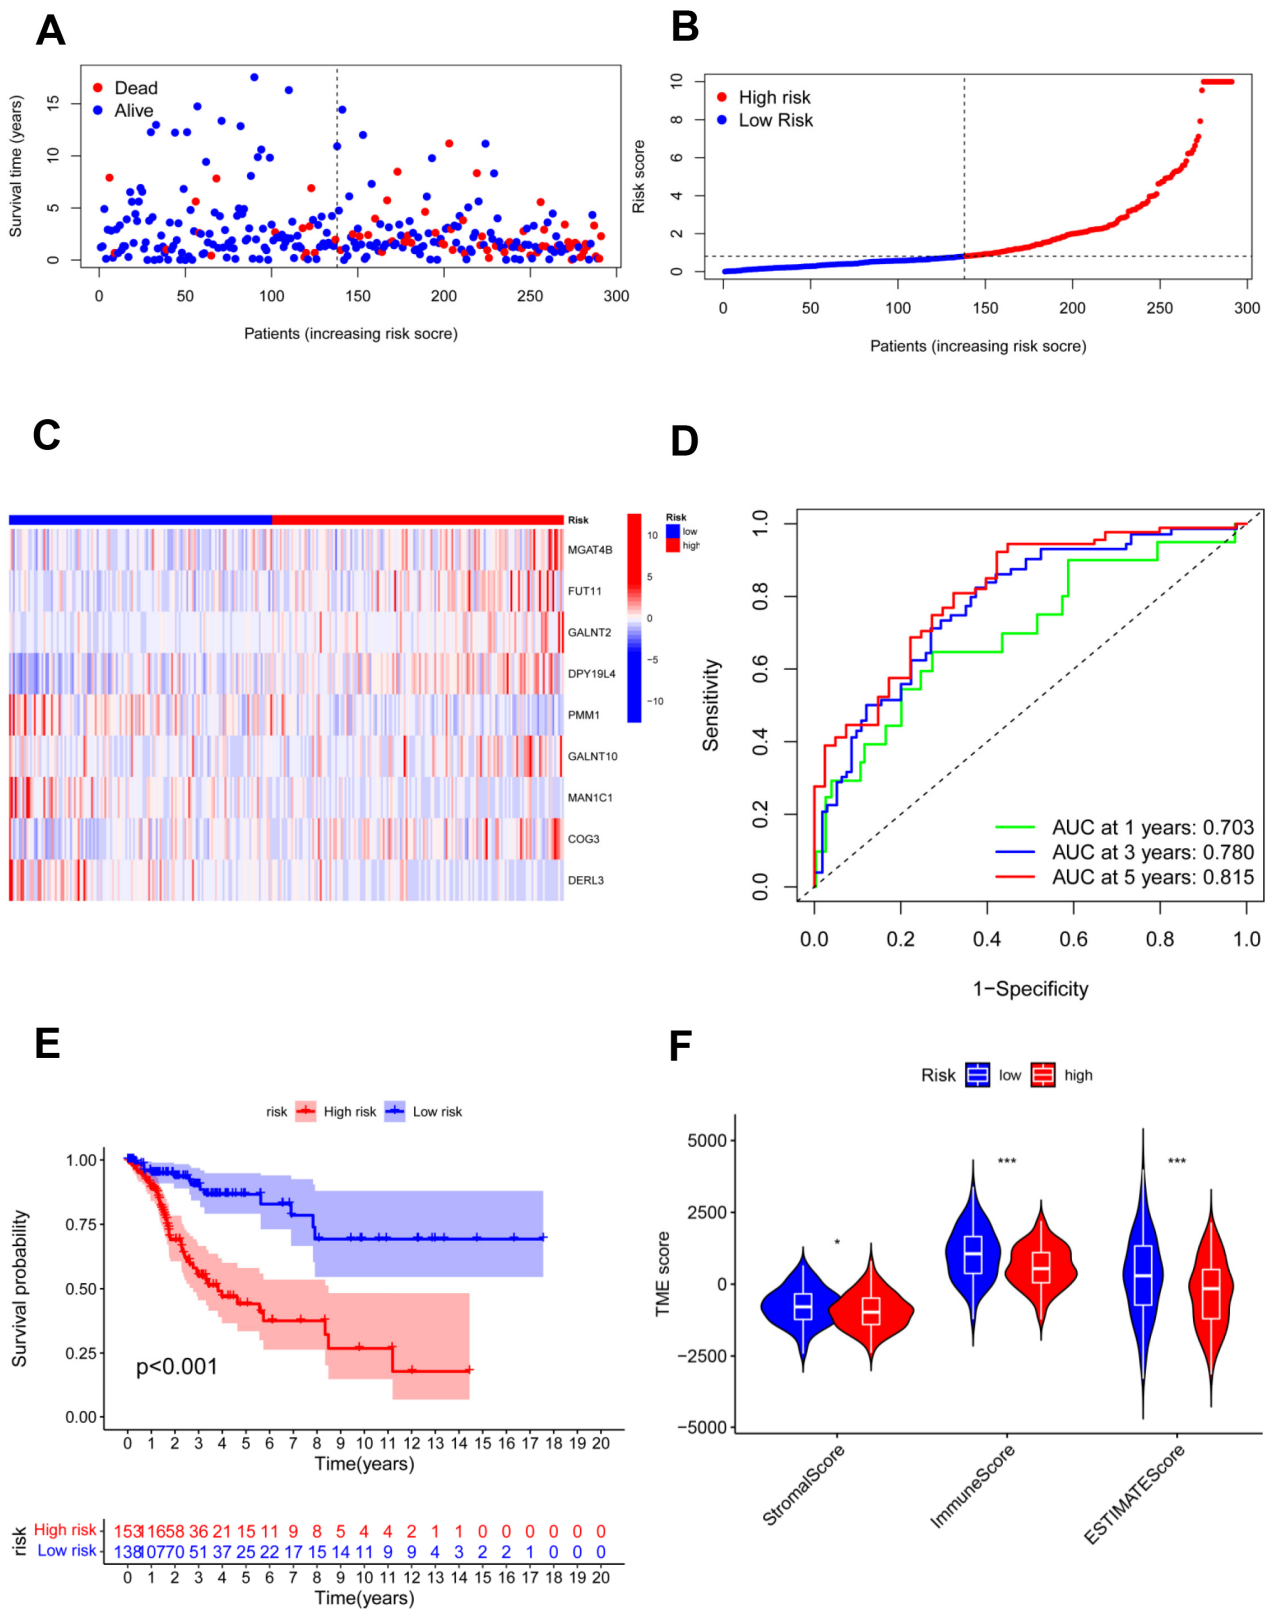 A
Dead
Alive
Survival time (years)
15
10
5
0
0 50 100 150 200 250 300
Patients (increasing risk socre)
B
High risk
Low Risk
Risk score
10
8
6
4
2
0
0 50 100 150 200 250 300
Patients (increasing risk socre)
C
Risk
MGAT4B
FUT11
GALNT2
DPY19L4
PMM1
GALNT10
MAN1C1
COG3
DERL3
10
5
0
−5
−10
Risk
low
high
D
Sensitivity
1.0
0.8
0.6
0.4
0.2
0.0
AUC at 1 years: 0.703
AUC at 3 years: 0.780
AUC at 5 years: 0.815
0.0 0.2 0.4 0.6 0.8 1.0
1−Specificity
E
risk High risk Low risk
Survival probability
1.00
0.75
0.50
0.25
0.00
p<0.001
0 1 2 3 4 5 6 7 8 9 10 11 12 13 14 15 16 17 18 19 20
Time(years)
risk
High risk 153 116 58 36 21 15 11 9 8 5 4 4 2 1 1 0 0 0 0 0 0
Low risk 138 107 70 51 37 25 22 17 15 14 11 9 9 4 3 2 2 1 0 0 0
0 1 2 3 4 5 6 7 8 9 10 11 12 13 14 15 16 17 18 19 20
Time(years)
F
Risk low high
TME score
5000
2500
0
−2500
−5000
*
***
***
StromalScore
ImmuneScore
ESTIMATEScore